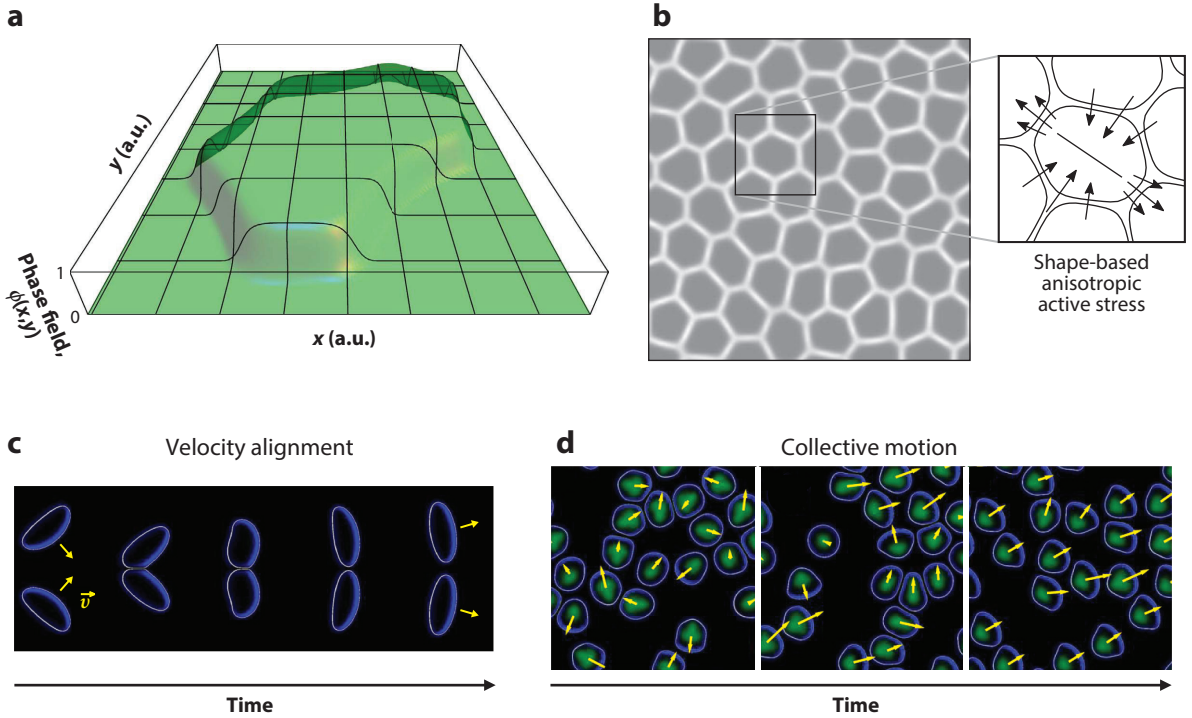 a
y (a.u.)
1
0
Phase field,
ϕ(x,y)
x (a.u.)
b
Shape-based
anisotropic
active stress
c
Velocity alignment
v⃗
Time
d
Collective motion
Time